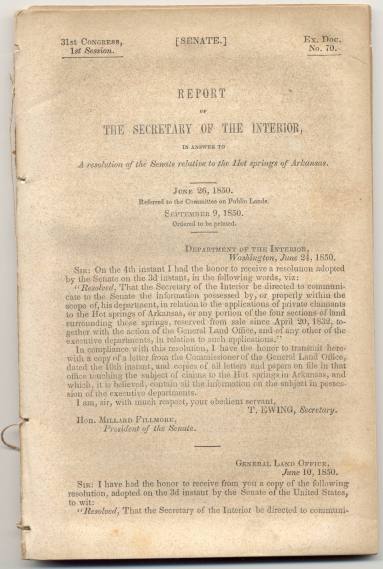 31st Congress,
1st Session.
[SENATE.]
Ex. Doc.
No. 70.
REPORT
OF
THE SECRETARY OF THE INTERIOR,
IN ANSWER TO
A resolution of the Senate relative to the Hot springs of Arkansas.
June 26, 1850.
Referred to the Committee on Public Lands.
September 9, 1850.
Ordered to be printed.
Department of the Interior,
Washington, June 24, 1850.
Sir: On the 4th instant I had the honor to receive a resolution adopted
by the Senate on the 3d instant, in the following words, viz:
"Resolved, That the Secretary of the Interior be directed to communi-
cate to the Senate the information possessed by, or properly within the
scope of, his department, in relation to the applications of private claimants
to the Hot springs of Arkansas, or any portion of the four sections of land
surrounding those springs, reserved from sale since April 20, 1832, to-
gether with the action of the General Land Office, and of any other of the
executive departments, in relation to such applications."
In compliance with this resolution, I have the honor to transmit here-
with a copy of a letter from the Commissioner of the General Land Office,
dated the 10th instant, and copies of all letters and papers on file in that
office touching the subject of claims to the Hot springs in Arkansas, and
which, it is believed, contain all the information on the subject in posses-
sion of the executive departments.
I am, sir, with much respect, your obedient servant,
T. EWING, Secretary.
Hon. Millard Fillmore,
President of the Senate.
General Land Office,
June 10, 1850.
Sir: I have had the honor to receive from you a copy of the following
resolution, adopted on the 3d instant by the Senate of the United States,
to wit:
"Resolved, That the Secretary of the Interior be directed to communi-